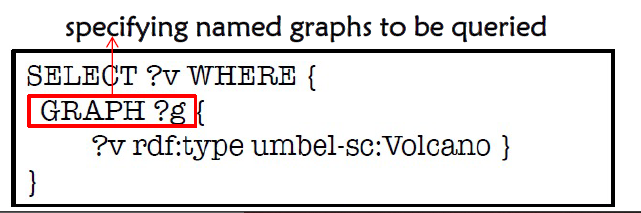 specifying named graphs to be queried
SELECT ?v WHERE {
GRAPH ?g {
?v rdf:type umbel-sc:Volcano }
}